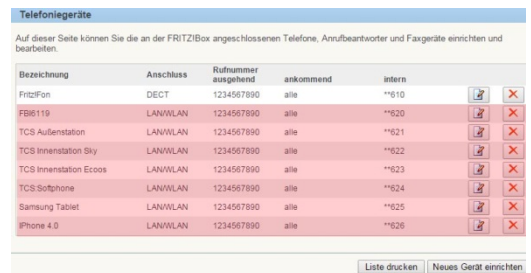 Telefoniegeräte
Auf dieser Seite können Sie die an der FRITZ!Box angeschlossenen Telefone, Anrufbeantworter und Faxgeräte einrichten und
bearbeiten.
Bezeichnung Anschluss Rufnummer ausgehend ankommend intern
Fritz!Fon DECT 1234567890 alle **610
FBI6119 LAN/WLAN 1234567890 alle **620
TCS Außenstation LAN/WLAN 1234567890 alle **621
TCS Innenstation Sky LAN/WLAN 1234567890 alle **622
TCS Innenstation Ecoos LAN/WLAN 1234567890 alle **623
TCS:Softphone LAN/WLAN 1234567890 alle **624
Samsung Tablet LAN/WLAN 1234567890 alle **625
IPhone 4.0 LAN/WLAN 1234567890 alle **626
Liste drucken Neues Gerät einrichten